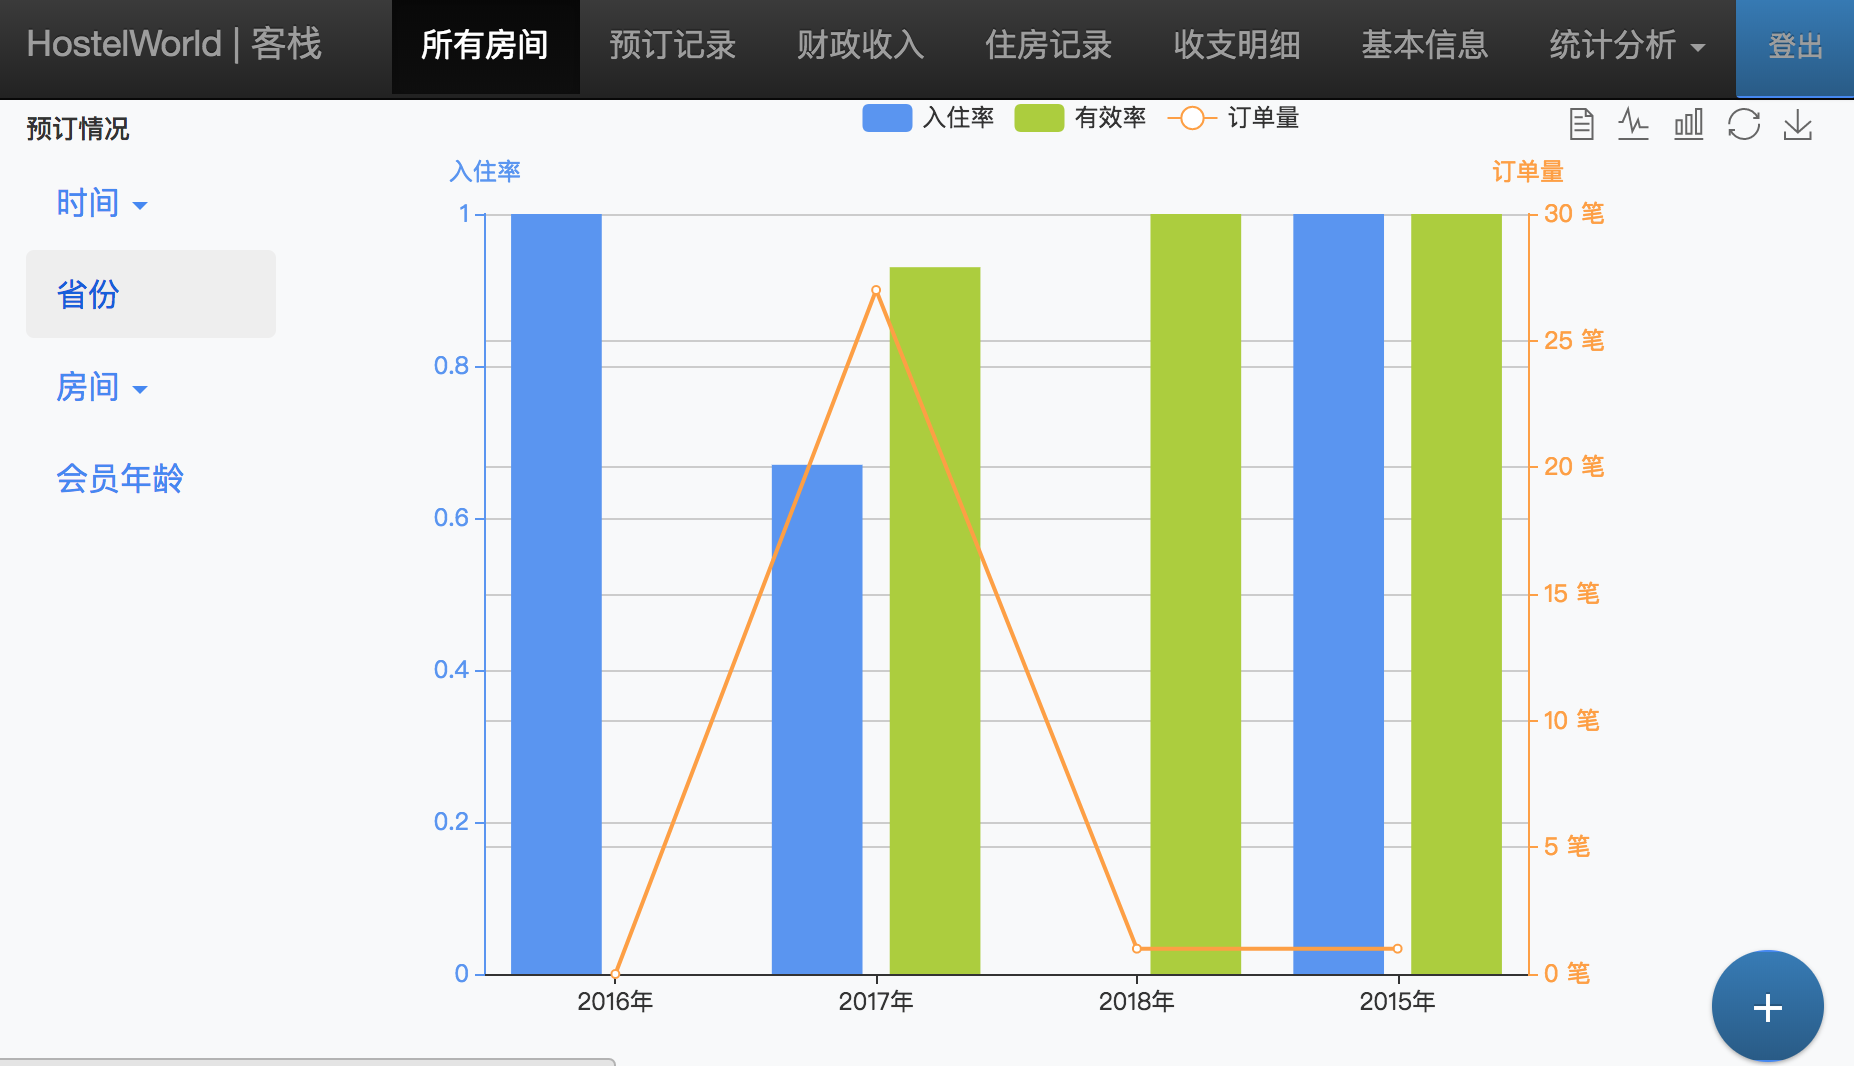 HostelWorld | 客栈 所有房间 预订记录 财政收入 住房记录 收支明细 基本信息 统计分析 登出
预订情况
时间
省份
房间
会员年龄
入住率 有效率 订单量
入住率 订单量
1
0.8
0.6
0.4
0.2
0
30 笔
25 笔
20 笔
15 笔
10 笔
5 笔
0 笔
2016年 2017年 2018年 2015年
+